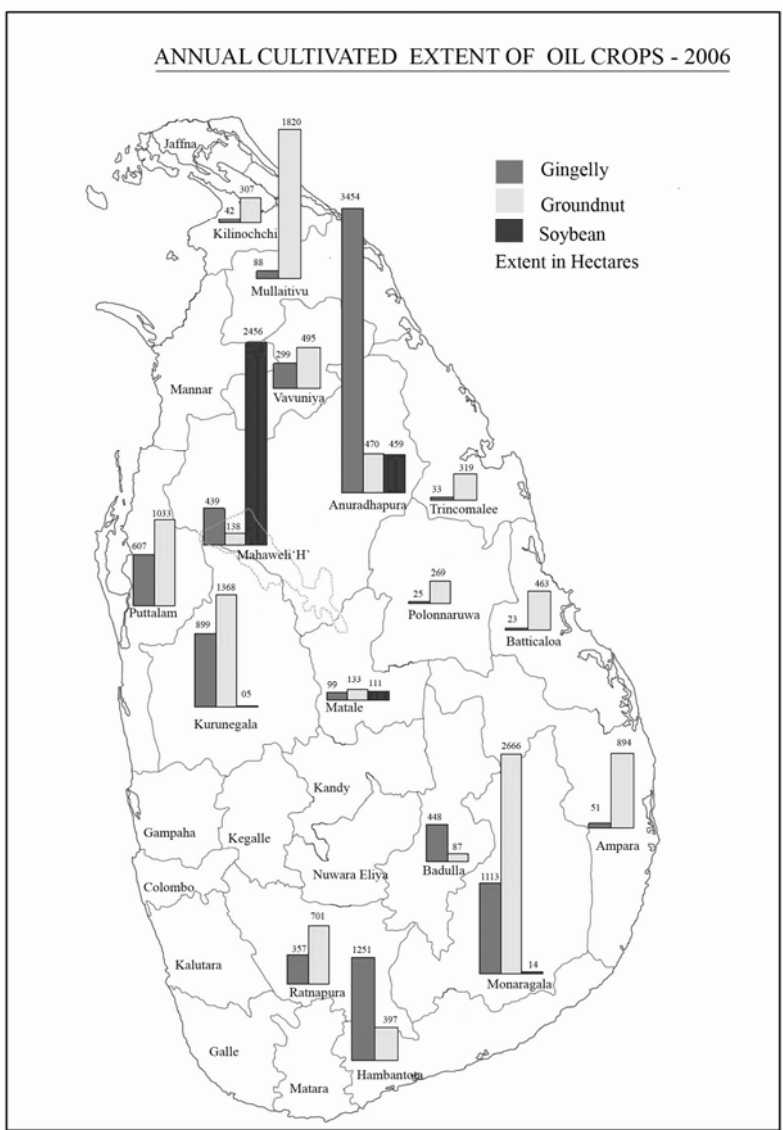 ANNUAL CULTIVATED EXTENT OF OIL CROPS - 2006
Gingelly
Groundnut
Soybean
Extent in Hectares
Jaffna
1820
307
42
Kilinochchi
88
Mullaitivu
3454
2456
299
495
Vavuniya
Mannar
470
459
Anuradhapura
319
33
Trincomalee
439
138
Mahaweli'H'
1033
607
Puttalam
1368
899
05
Kurunegala
269
25
Polonnaruwa
463
23
Batticaloa
99
133
111
Matale
2666
894
51
Ampara
Kandy
Gampaha
Kegalle
Nuwara Eliya
448
87
Badulla
Colombo
1113
14
Monaragala
Kalutara
701
357
Ratnapura
1251
397
Hambantota
Galle
Matara